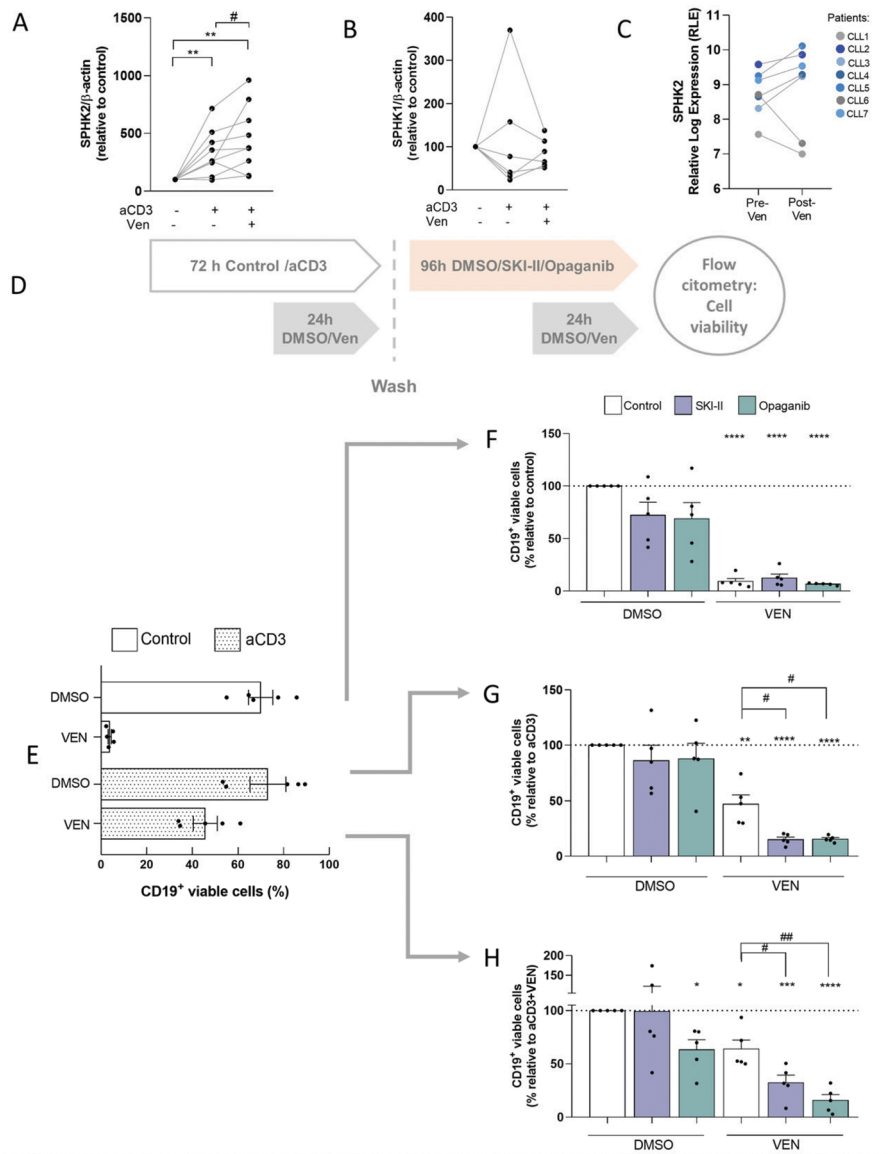 A
SPHK2/β-actin
(relative to control)
1500
1000
500
0
**
**
#
aCD3 - + +
Ven - - +
B
SPHK1/β-actin
(relative to control)
400
300
200
100
0
aCD3 - + +
Ven - - +
C
SPHK2
Relative Log Expression (RLE)
11
10
9
8
7
6
Pre-
Ven
Post-
Ven
Patients:
CLL1
CLL2
CLL3
CLL4
CLL5
CLL6
CLL7
D
72 h Control /aCD3
24h
DMSO/Ven
Wash
96h DMSO/SKI-II/Opaganib
24h
DMSO/Ven
Flow
citometry:
Cell
viability
E
Control
aCD3
DMSO
VEN
DMSO
VEN
0 20 40 60 80 100
CD19+ viable cells (%)
Control
SKI-II
Opaganib
F
CD19+ viable cells
(% relative to control)
150
100
50
0
**** **** ****
DMSO VEN
G
CD19+ viable cells
(% relative to aCD3)
150
100
50
0
#
#
** **** ****
DMSO VEN
H
CD19+ viable cells
(% relative to aCD3+VEN)
200
150
100
50
0
##
#
* * *** ****
DMSO VEN